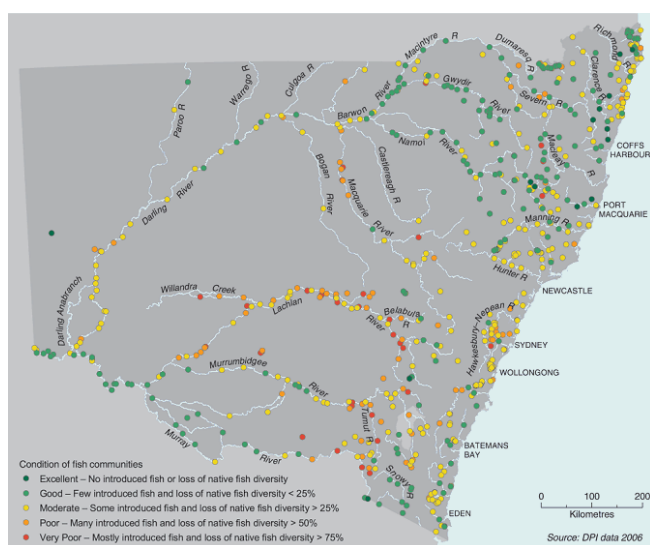 Richmond R
Macintyre R
Dumaresq R
Clarence R
Culgoa R
Warrego R
Paroo R
Gwydir River
Severn R
Barwon River
Namoi River
Macleay R
COFFS
HARBOUR
Castlereagh R
Bogan River
Macquarie River
Darling River
PORT
MACQUARIE
Manning R
Hunter R
NEWCASTLE
Darling Anabranch
Willandra Creek
Lachlan River
Belabula R
Hawkesbury-Nepean R
SYDNEY
WOLLONGONG
Murrumbidgee River
Tumut R
Murray River
BATEMANS
BAY
Snowy R
EDEN
Condition of fish communities
Excellent – No introduced fish or loss of native fish diversity
Good – Few introduced fish and loss of native fish diversity < 25%
Moderate – Some introduced fish and loss of native fish diversity > 25%
Poor – Many introduced fish and loss of native fish diversity > 50%
Very Poor – Mostly introduced fish and loss of native fish diversity > 75%
0 100 200
Kilometres
Source: DPI data 2006